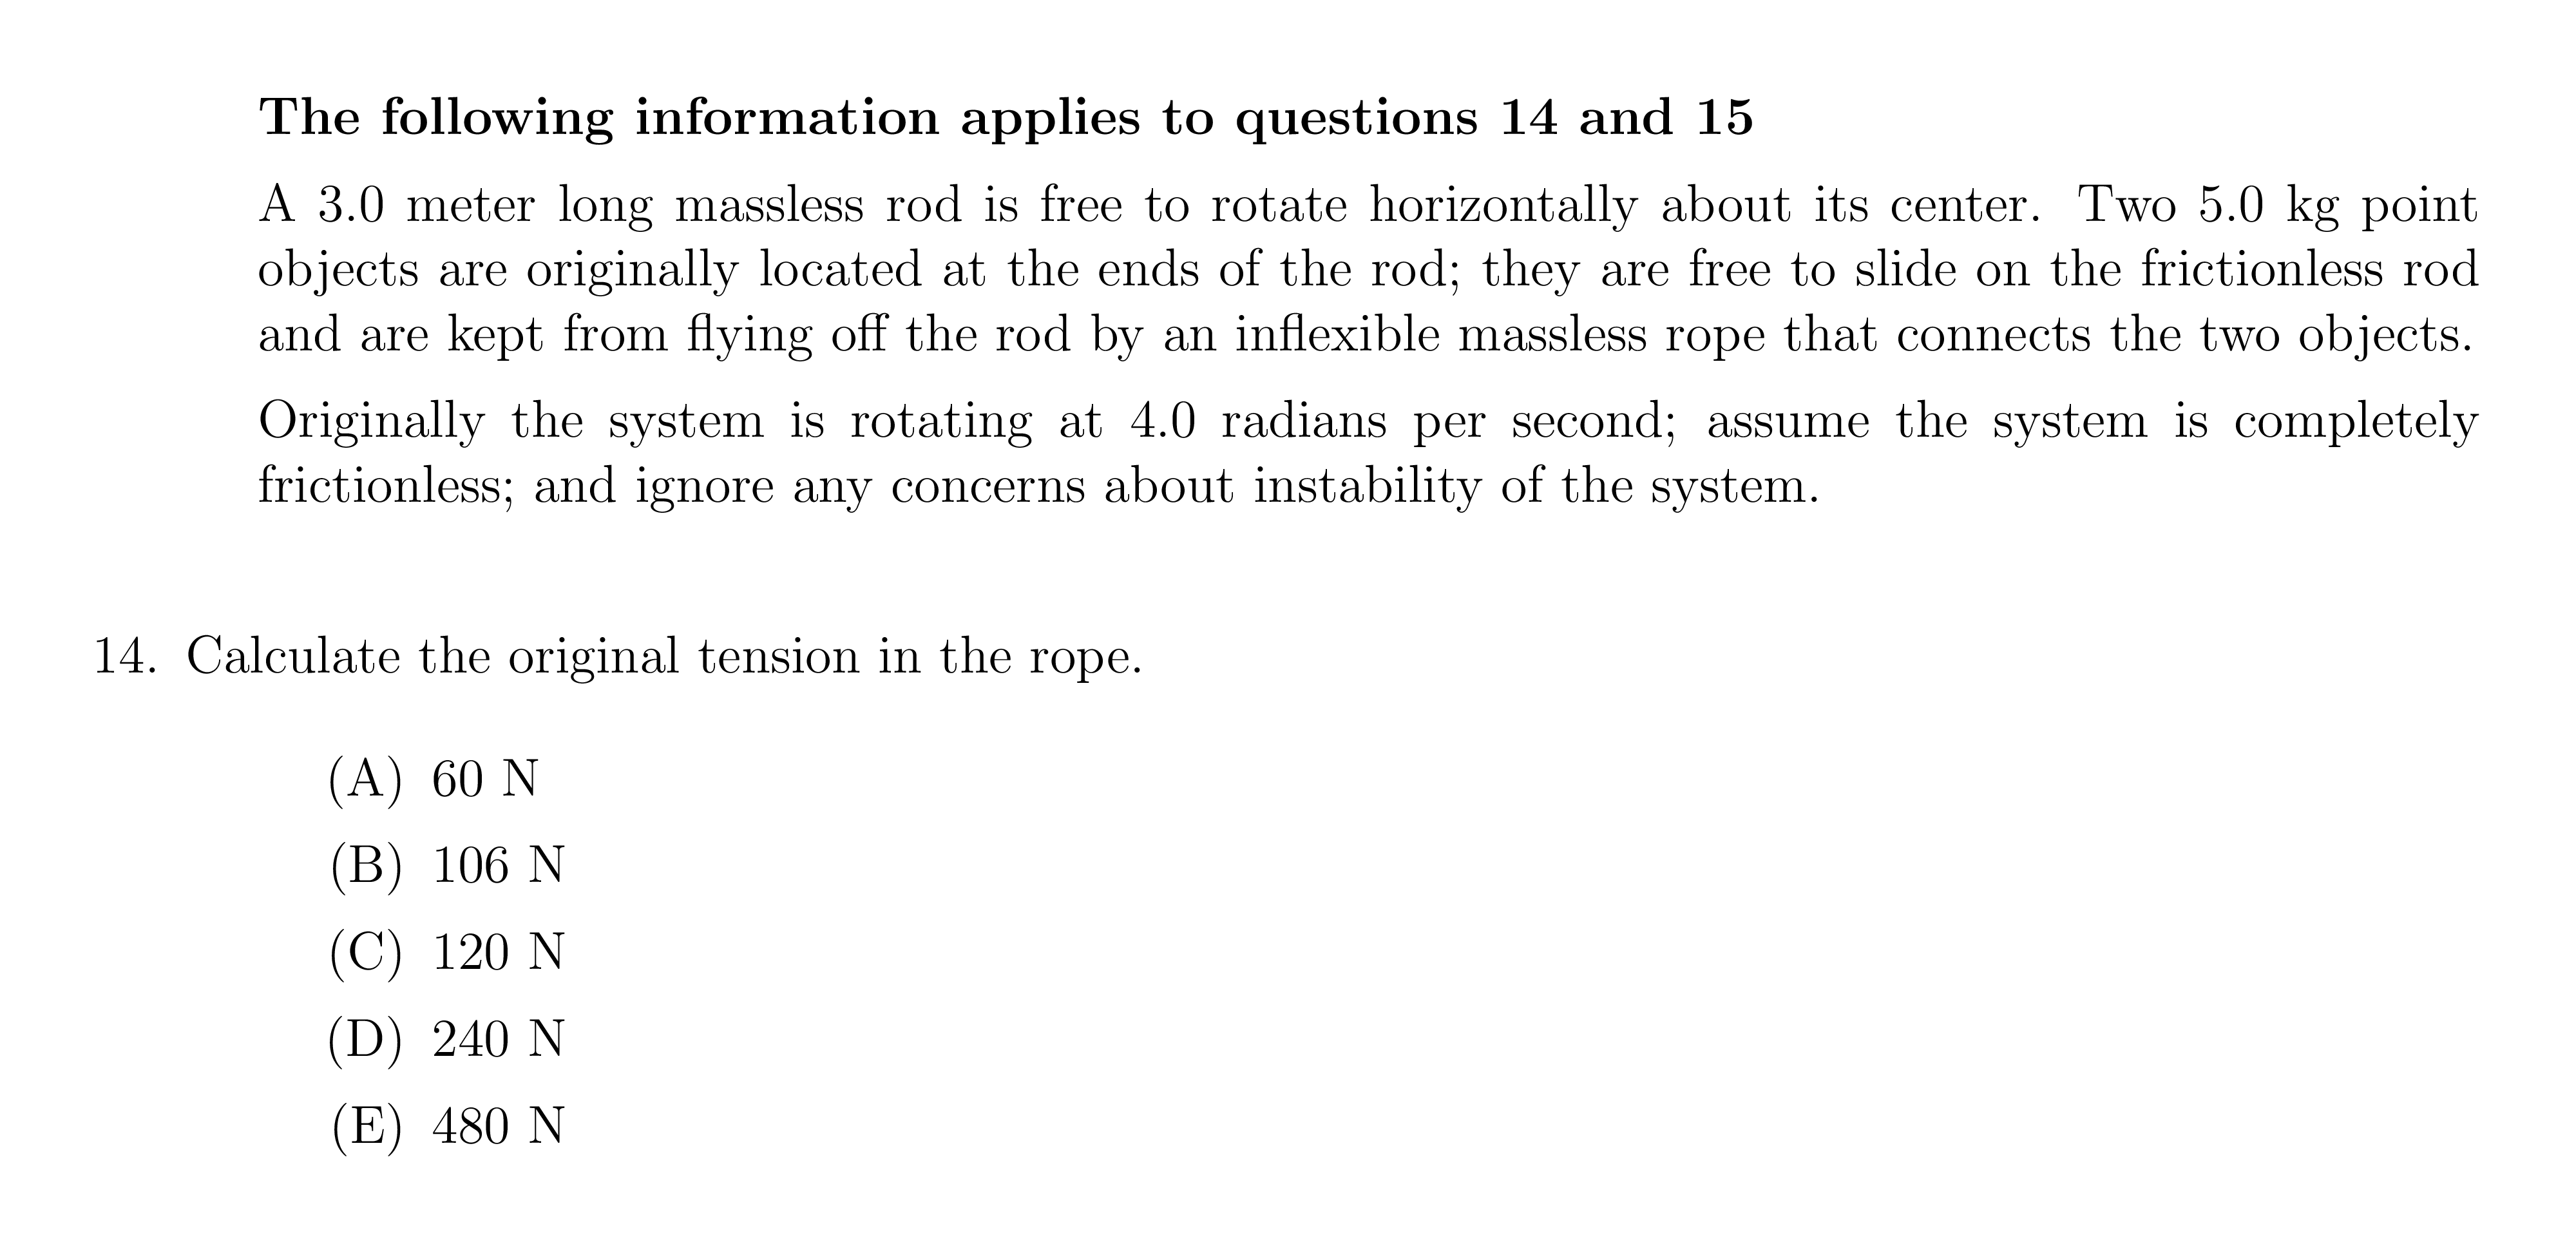 The following information applies to questions 14 and 15
A 3.0 meter long massless rod is free to rotate horizontally about its center. Two 5.0 kg point
objects are originally located at the ends of the rod; they are free to slide on the frictionless rod
and are kept from flying off the rod by an inflexible massless rope that connects the two objects.
Originally the system is rotating at 4.0 radians per second; assume the system is completely
frictionless; and ignore any concerns about instability of the system.
14. Calculate the original tension in the rope.
(A) 60 N
(B) 106 N
(C) 120 N
(D) 240 N
(E) 480 N